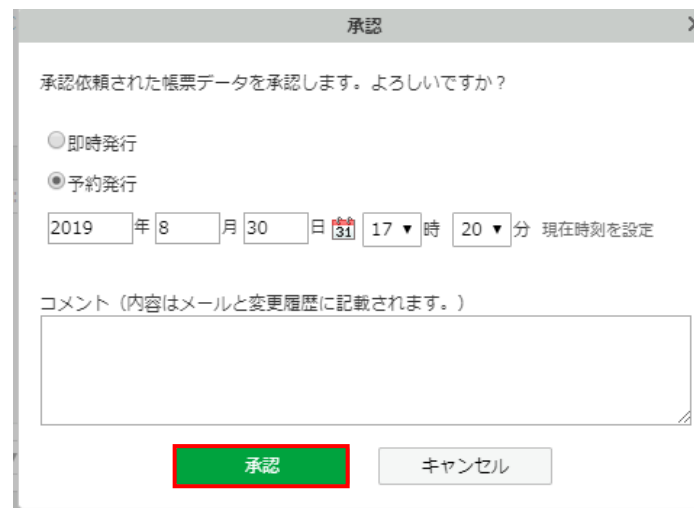 承認
承認依頼された帳票データを承認します。よろしいですか？
即時発行
予約発行
2019 年 8 月 30 日 31 17 ▼ 時 20 ▼ 分 現在時刻を設定
コメント（内容はメールと変更履歴に記載されます。）
承認 キャンセル